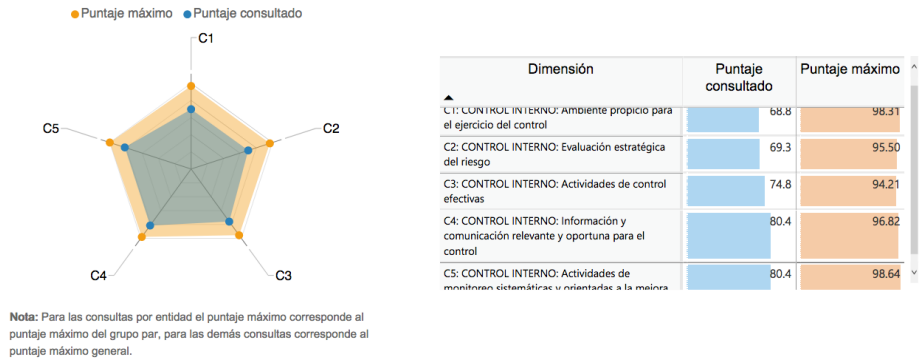 Puntaje máximo Puntaje consultado
C1
C2
C3
C4
C5
Nota: Para las consultas por entidad el puntaje máximo corresponde al
puntaje máximo del grupo par, para las demás consultas corresponde al
puntaje máximo general.
Dimensión Puntaje consultado Puntaje máximo
C1: CONTROL INTERNO: Ambiente propicio para 68.8 98.31
el ejercicio del control
C2: CONTROL INTERNO: Evaluación estratégica 69.3 95.50
del riesgo
C3: CONTROL INTERNO: Actividades de control 74.8 94.21
efectivas
C4: CONTROL INTERNO: Información y 80.4 96.82
comunicación relevante y oportuna para el
control
C5: CONTROL INTERNO: Actividades de 80.4 98.64
monitoreo sistemáticas y orientadas a la mejora